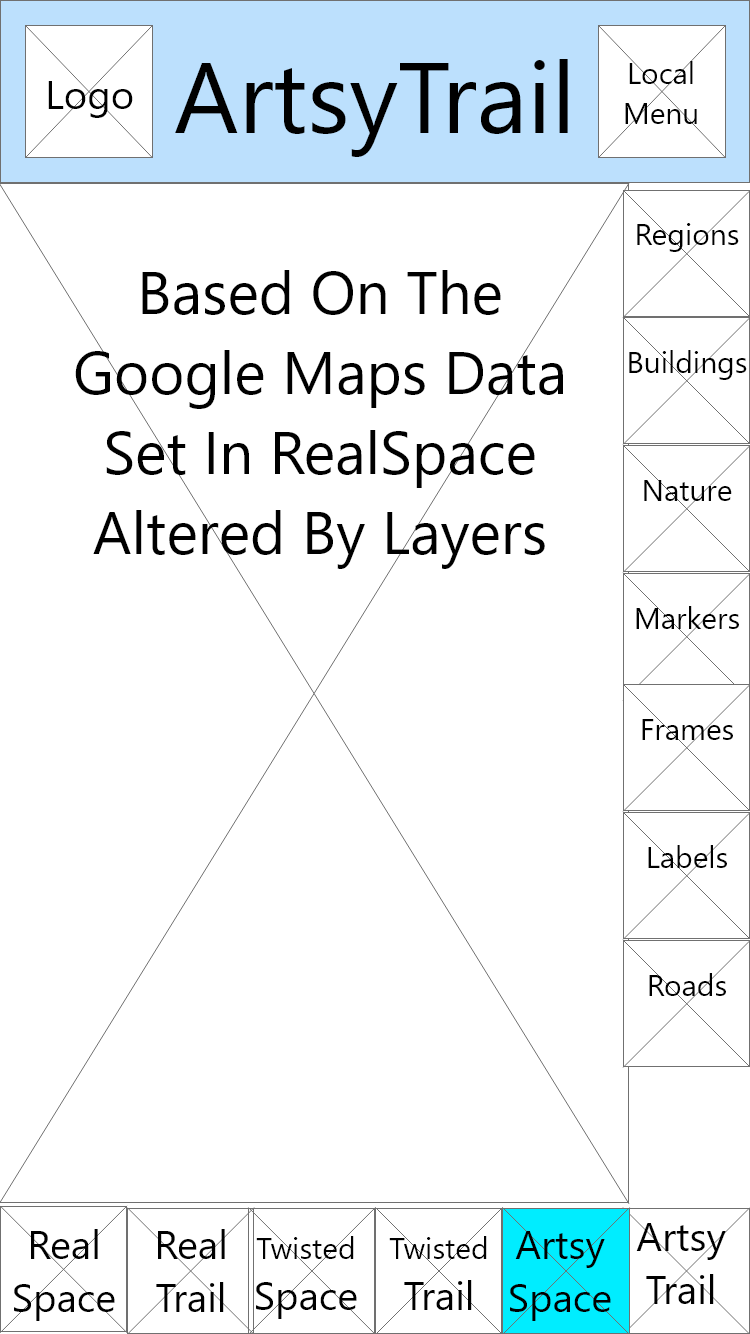 Logo
ArtsyTrail
Local
Menu
Based On The
Google Maps Data
Set In RealSpace
Altered By Layers
Regions
Buildings
Nature
Markers
Frames
Labels
Roads
Real
Space
Real
Trail
Twisted
Space
Twisted
Trail
Artsy
Space
Artsy
Trail